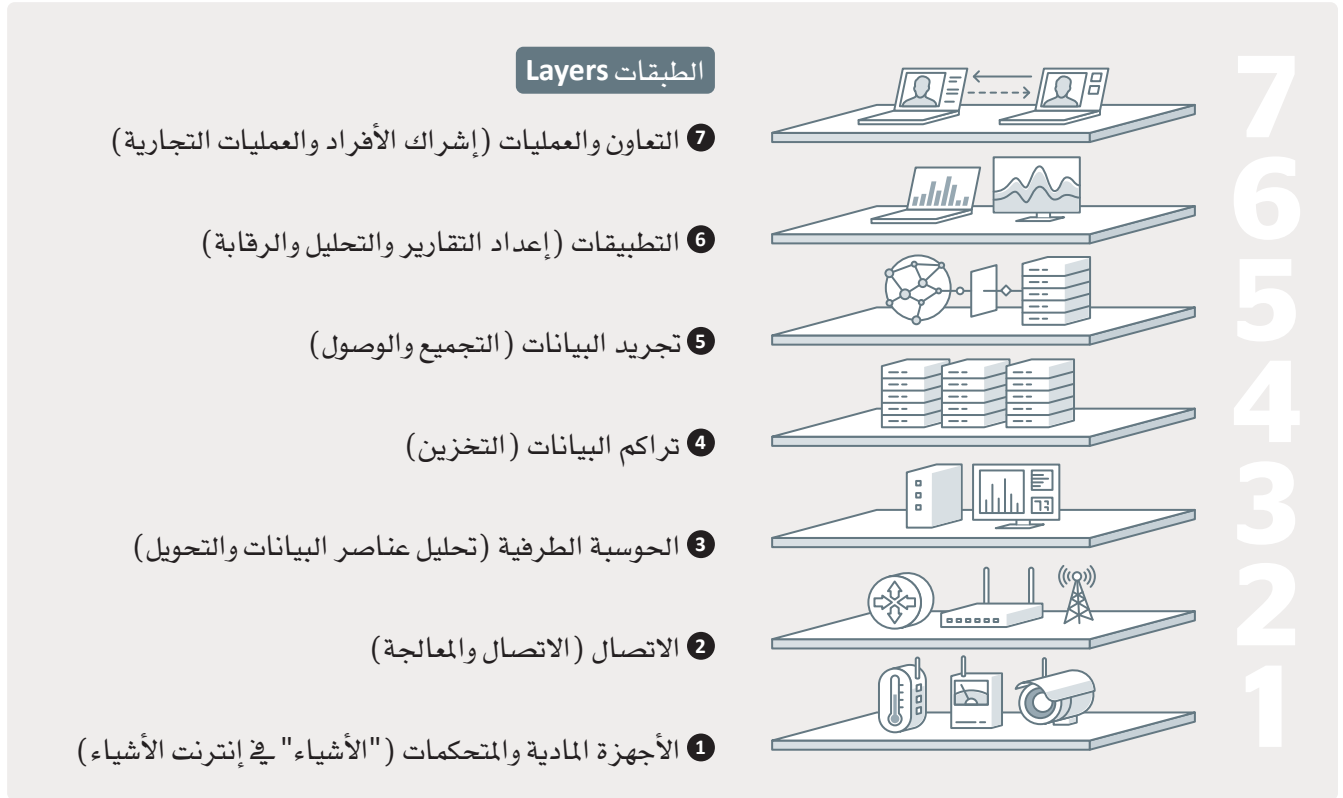 الطبقات Layers
7 التعاون والعمليات (إشراك الأفراد والعمليات التجارية)
6 التطبيقات (إعداد التقارير والتحليل والرقابة)
5 تجريد البيانات (التجميع والوصول)
4 تراكم البيانات (التخزين)
3 الحوسبة الطرفية (تحليل عناصر البيانات والتحويل)
2 الاتصال (الاتصال والمعالجة)
1 الأجهزة المادية والمتحكمات ("الأشياء" في إنترنت الأشياء)
7
6
5
4
3
2
1